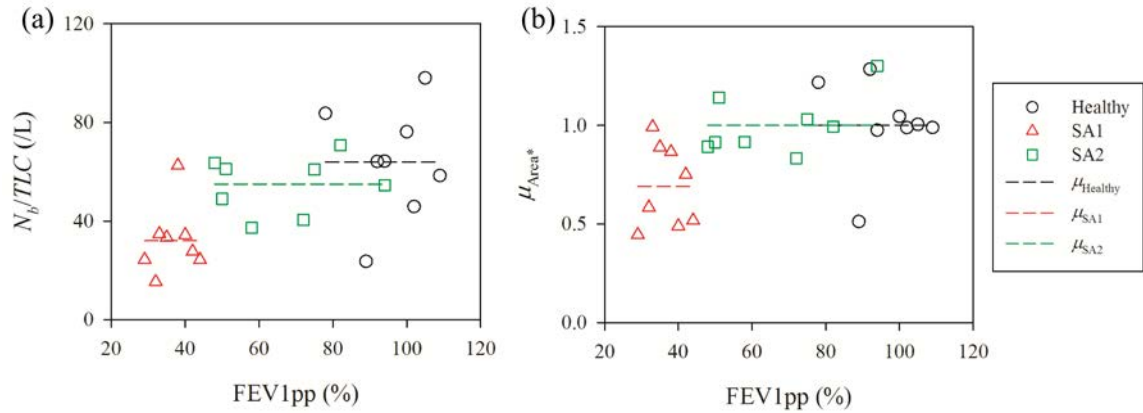 (a)
N_b/TLC (/L)
120
80
40
0
20 40 60 80 100 120
FEV1pp (%)
(b)
μ_Area*
1.5
1.0
0.5
0.0
20 40 60 80 100 120
FEV1pp (%)
Healthy
SA1
SA2
μ_Healthy
μ_SA1
μ_SA2